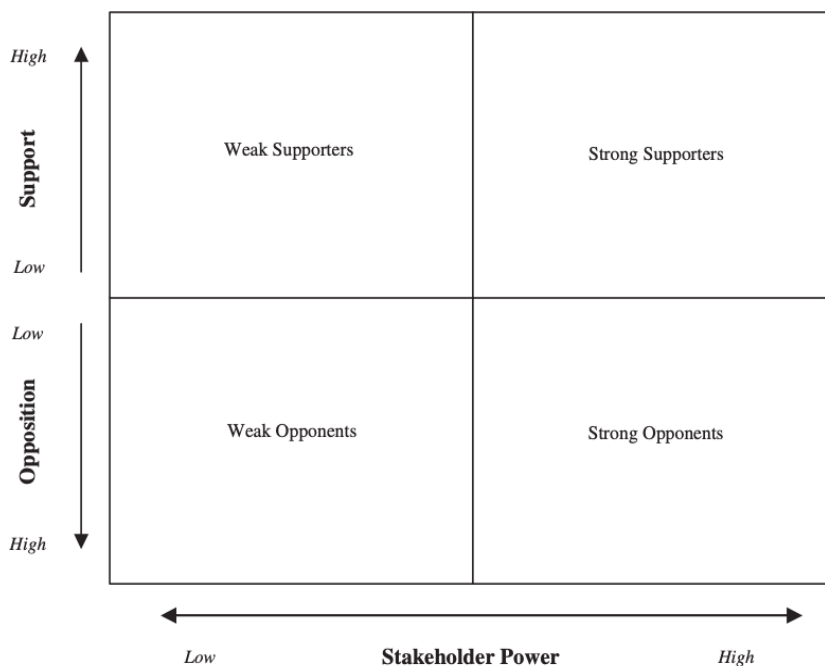 High
Support
Low
Weak Supporters
Strong Supporters
Low
Opposition
High
Weak Opponents
Strong Opponents
Low
Stakeholder Power
High